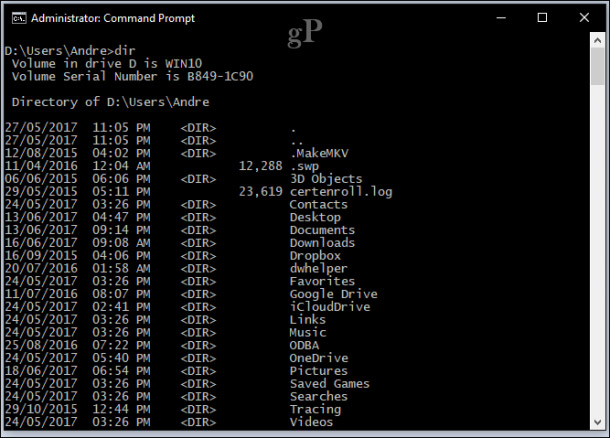 Administrator: Command Prompt
gP
D:\Users\Andre>dir
 Volume in drive D is WIN10
 Volume Serial Number is B849-1C90

 Directory of D:\Users\Andre

27/05/2017  11:05 PM    <DIR>          .
27/05/2017  11:05 PM    <DIR>          ..
12/08/2015  04:02 PM    <DIR>          .MakeMKV
11/04/2016  12:04 AM            12,288 .swp
06/06/2015  06:06 PM    <DIR>          3D Objects
29/05/2015  05:11 PM            23,619 certenroll.log
24/05/2017  03:26 PM    <DIR>          Contacts
13/06/2017  04:47 PM    <DIR>          Desktop
13/06/2017  09:14 PM    <DIR>          Documents
16/06/2017  09:08 AM    <DIR>          Downloads
16/09/2015  04:06 PM    <DIR>          Dropbox
20/07/2016  01:58 AM    <DIR>          dwhelper
24/05/2017  03:26 PM    <DIR>          Favorites
11/07/2016  08:07 PM    <DIR>          Google Drive
24/05/2017  02:41 PM    <DIR>          iCloudDrive
24/05/2017  03:26 PM    <DIR>          Links
24/05/2017  03:26 PM    <DIR>          Music
25/08/2016  07:22 PM    <DIR>          ODBA
24/05/2017  05:40 PM    <DIR>          OneDrive
18/06/2017  06:54 PM    <DIR>          Pictures
24/05/2017  03:26 PM    <DIR>          Saved Games
24/05/2017  03:26 PM    <DIR>          Searches
29/10/2015  12:44 PM    <DIR>          Tracing
24/05/2017  03:26 PM    <DIR>          Videos